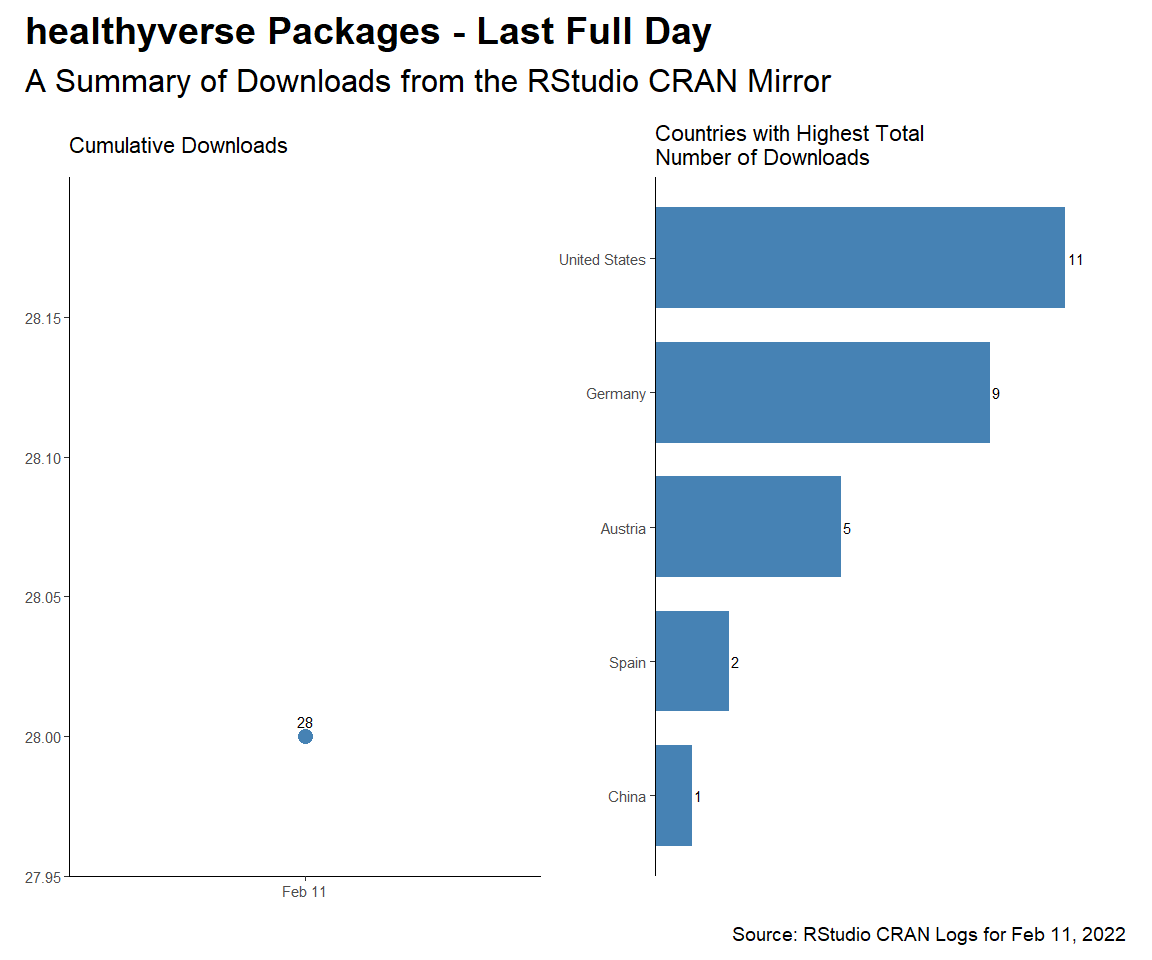 healthyverse Packages - Last Full Day
A Summary of Downloads from the RStudio CRAN Mirror
Cumulative Downloads
28.15
28.10
28.05
28.00
27.95
28
Feb 11
Countries with Highest Total
Number of Downloads
United States
11
Germany
9
Austria
5
Spain
2
China
1
Source: RStudio CRAN Logs for Feb 11, 2022